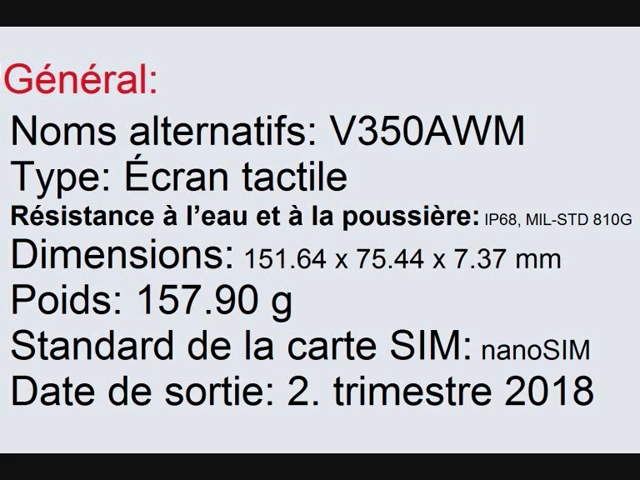 Général:
Noms alternatifs: V350AWM
Type: Écran tactile
Résistance à l’eau et à la poussière: IP68, MIL-STD 810G
Dimensions: 151.64 x 75.44 x 7.37 mm
Poids: 157.90 g
Standard de la carte SIM: nanoSIM
Date de sortie: 2. trimestre 2018